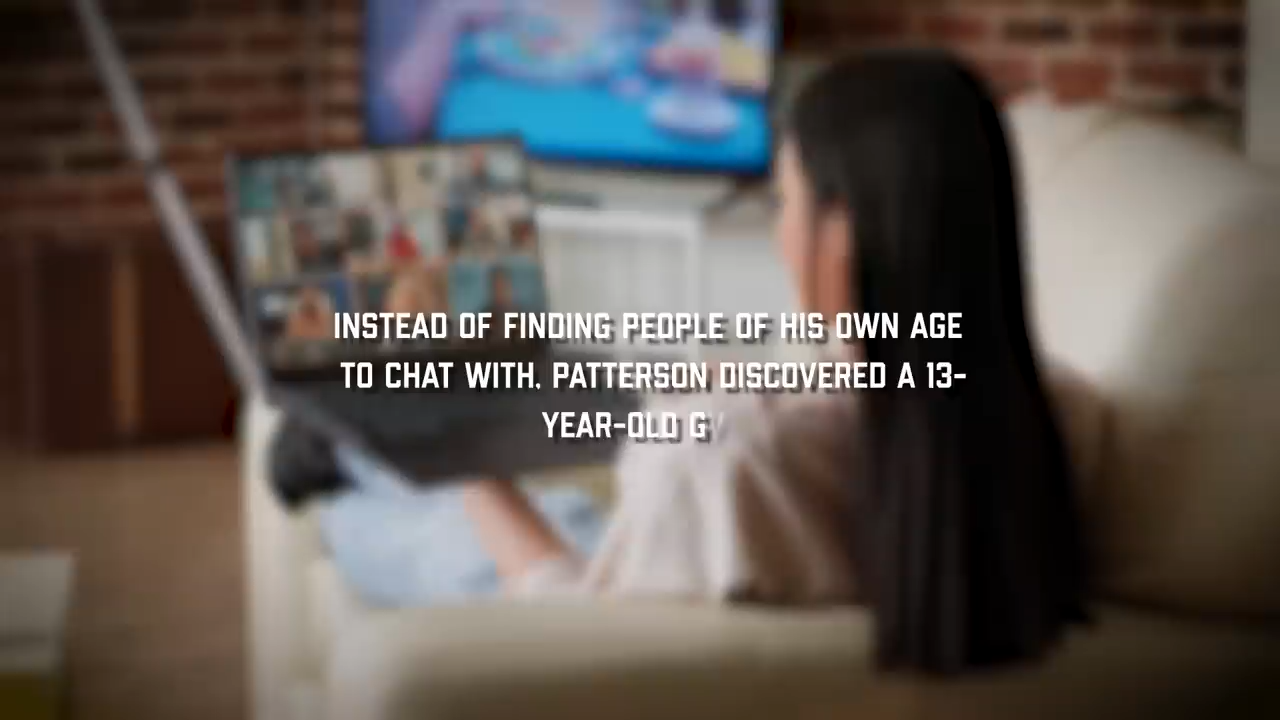 INSTEAD OF FINDING PEOPLE OF HIS OWN AGE
TO CHAT WITH, PATTERSON DISCOVERED A 13-
YEAR-OLD G